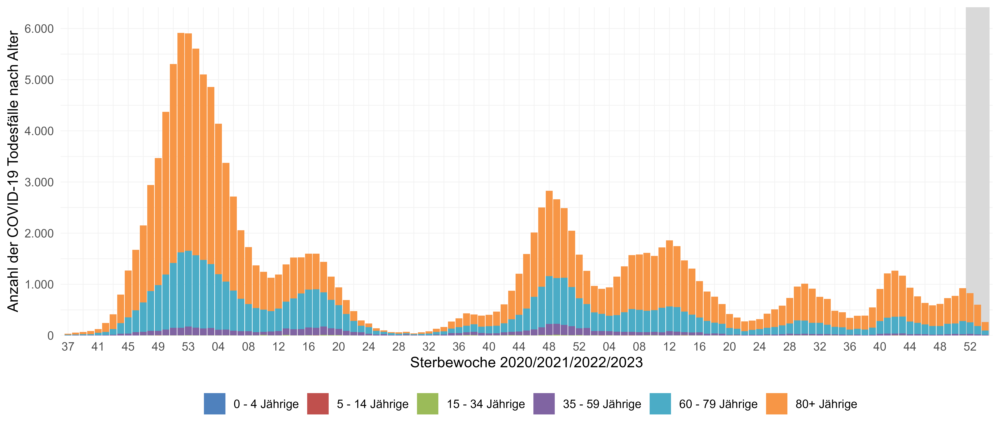 Anzahl der COVID-19 Todesfälle nach Alter
6.000
5.000
4.000
3.000
2.000
1.000
0
37 41 45 49 53 04 08 12 16 20 24 28 32 36 40 44 48 52 04 08 12 16 20 24 28 32 36 40 44 48 52
Sterbewoche 2020/2021/2022/2023
0 - 4 Jährige 5 - 14 Jährige 15 - 34 Jährige 35 - 59 Jährige 60 - 79 Jährige 80+ Jährige